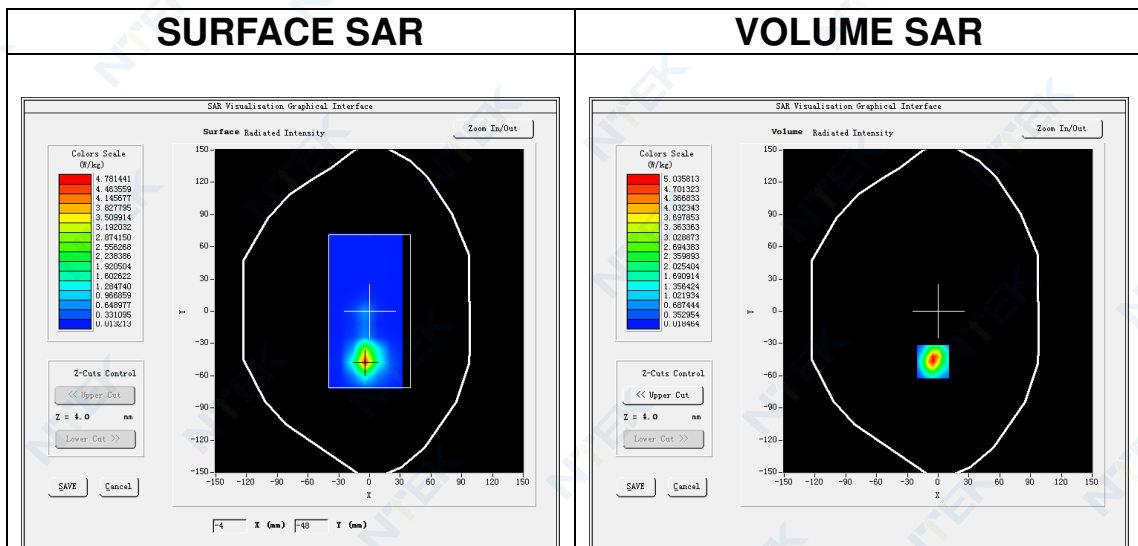 SURFACE SAR
VOLUME SAR
SAR Visualisation Graphical Interface
Surface Radiated Intensity
Zoom In/Out
Colors Scale
(W/kg)
4.781441
4.463559
4.145677
3.827795
3.509914
3.192032
2.874150
2.556268
2.238386
1.920504
1.602622
1.284740
0.966859
0.648977
0.331095
0.013213
150
120
90
60
30
0
-30
-60
-90
-120
-150
Y
-150 -120 -90 -60 -30 0 30 60 90 120 150
X
Z-Cuts Control
<< Upper Cut
Z = 4.0 mm
Lower Cut >>
SAVE Cancel
-4 X (mm) -48 Y (mm)
SAR Visualisation Graphical Interface
Volume Radiated Intensity
Zoom In/Out
Colors Scale
(W/kg)
5.035813
4.701323
4.366833
4.032343
3.697853
3.363363
3.028873
2.694383
2.359893
2.025404
1.690914
1.356424
1.021934
0.687444
0.352954
0.018464
150
120
90
60
30
0
-30
-60
-90
-120
-150
Y
-150 -120 -90 -60 -30 0 30 60 90 120 150
X
Z-Cuts Control
<< Upper Cut
Z = 4.0 mm
Lower Cut >>
SAVE Cancel
NTEK